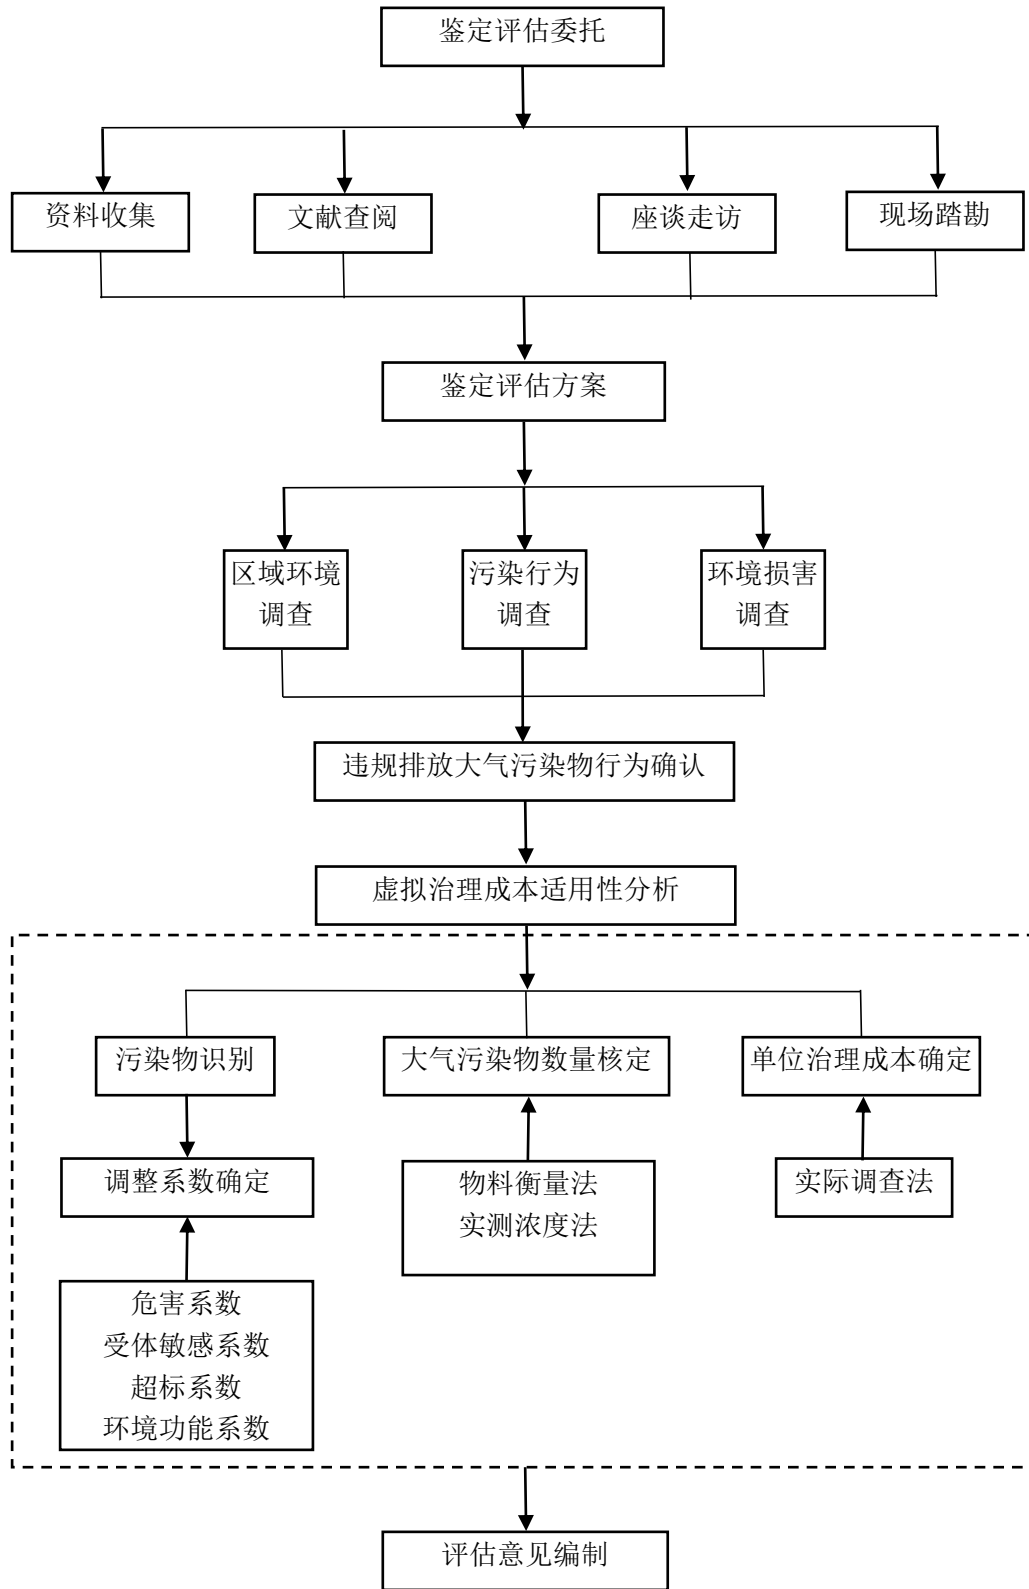 鉴定评估委托
资料收集
文献查阅
座谈走访
现场踏勘
鉴定评估方案
区域环境
调查
污染行为
调查
环境损害
调查
违规排放大气污染物行为确认
虚拟治理成本适用性分析
污染物识别
大气污染物数量核定
单位治理成本确定
调整系数确定
物料衡量法
实测浓度法
实际调查法
危害系数
受体敏感系数
超标系数
环境功能系数
评估意见编制